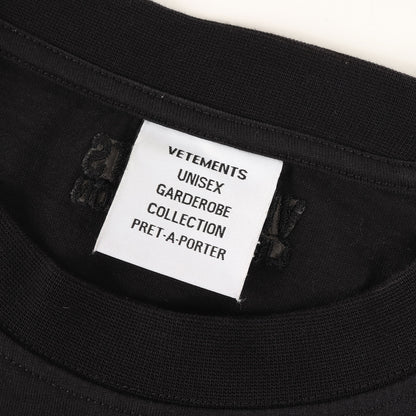 VETEMENTS
UNISEX
GARDEROBE
COLLECTION
PRET-A-PORTER